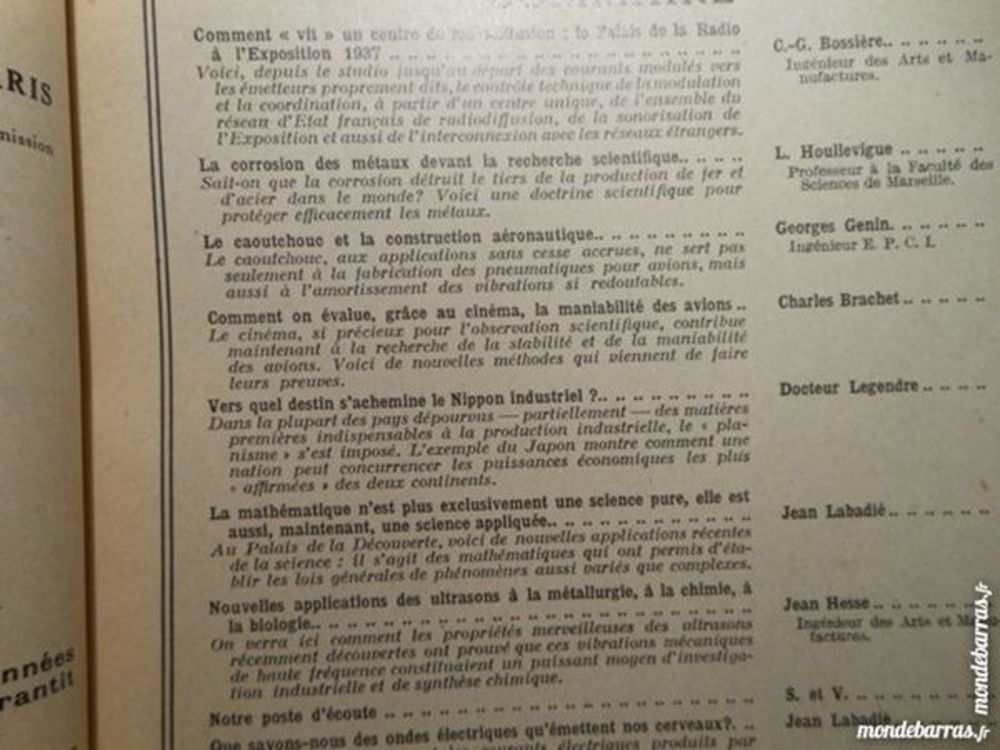 RIS
mission
nnées
rantit
Comment « vit » un centre de radiodiffusion : le Palais de la Radio
à l'Exposition 1937 .. .. .. .. .. .. .. .. .. .. .. .. .. .. .. ..
C.-G. Bossière.. .. .. .. .. ..
Ingénieur des Arts et Ma-
nufactures.
Voici, depuis le studio jusqu'au départ des courants modulés vers
les émetteurs proprement dits, le contrôle technique de la modulation
et la coordination, à partir d'un centre unique, de l'ensemble du
réseau d'Etat français de radiodiffusion, de la sonorisation de
l'Exposition et aussi de l'interconnexion avec les réseaux étrangers.
La corrosion des métaux devant la recherche scientifique.. .. .. ..
L. Houllevigue .. .. .. .. ..
Professeur à la Faculté des
Sciences de Marseille.
Sait-on que la corrosion détruit le tiers de la production de fer et
d'acier dans le monde? Voici une doctrine scientifique pour
protéger efficacement les métaux.
Le caoutchouc et la construction aéronautique.. .. .. .. .. .. .. ..
Georges Genin. .. .. .. .. ..
Ingénieur E. P. C. I.
Le caoutchouc, aux applications sans cesse accrues, ne sert pas
seulement à la fabrication des pneumatiques pour avions, mais
aussi à l'amortissement des vibrations si redoutables.
Comment on évalue, grâce au cinéma, la maniabilité des avions ..
Charles Brachet .. .. .. .. ..
Le cinéma, si précieux pour l'observation scientifique, contribue
maintenant à la recherche de la stabilité et de la maniabilité
des avions. Voici de nouvelles méthodes qui viennent de faire
leurs preuves.
Vers quel destin s'achemine le Nippon industriel ?.. .. .. .. .. .. ..
Docteur Legendre .. .. .. ..
Dans la plupart des pays dépourvus — partiellement — des matières
premières indispensables à la production industrielle, le « pla-
nisme » s'est imposé. L'exemple du Japon montre comment une
nation peut concurrencer les puissances économiques les plus
« affirmées » des deux continents.
La mathématique n'est plus exclusivement une science pure, elle est
aussi, maintenant, une science appliquée.. .. .. .. .. .. .. .. ..
Jean Labadié .. .. .. .. .. ..
Au Palais de la Découverte, voici de nouvelles applications récentes
de la science : il s'agit des mathématiques qui ont permis d'éta-
blir les lois générales de phénomènes aussi variés que complexes.
Nouvelles applications des ultrasons à la métallurgie, à la chimie, à
la biologie.. .. .. .. .. .. .. .. .. .. .. .. .. .. .. .. .. .. ..
Jean Hesse .. .. .. .. .. ..
Ingénieur des Arts et Ma
factures.
On verra ici comment les propriétés merveilleuses des ultrasons
récemment découvertes ont prouvé que ces vibrations mécaniques
de haute fréquence constituaient un puissant moyen d'investiga-
tion industrielle et de synthèse chimique.
Notre poste d'écoute .. .. .. .. .. .. .. .. .. .. .. .. .. .. .. ..
S. et V. .. .. .. .. .. ..
Que savons-nous des ondes électriques qu'émettent nos cerveaux?. ..
Jean Labadié
courants électriques produits par
mondebarras.fr
mondebarras.fr